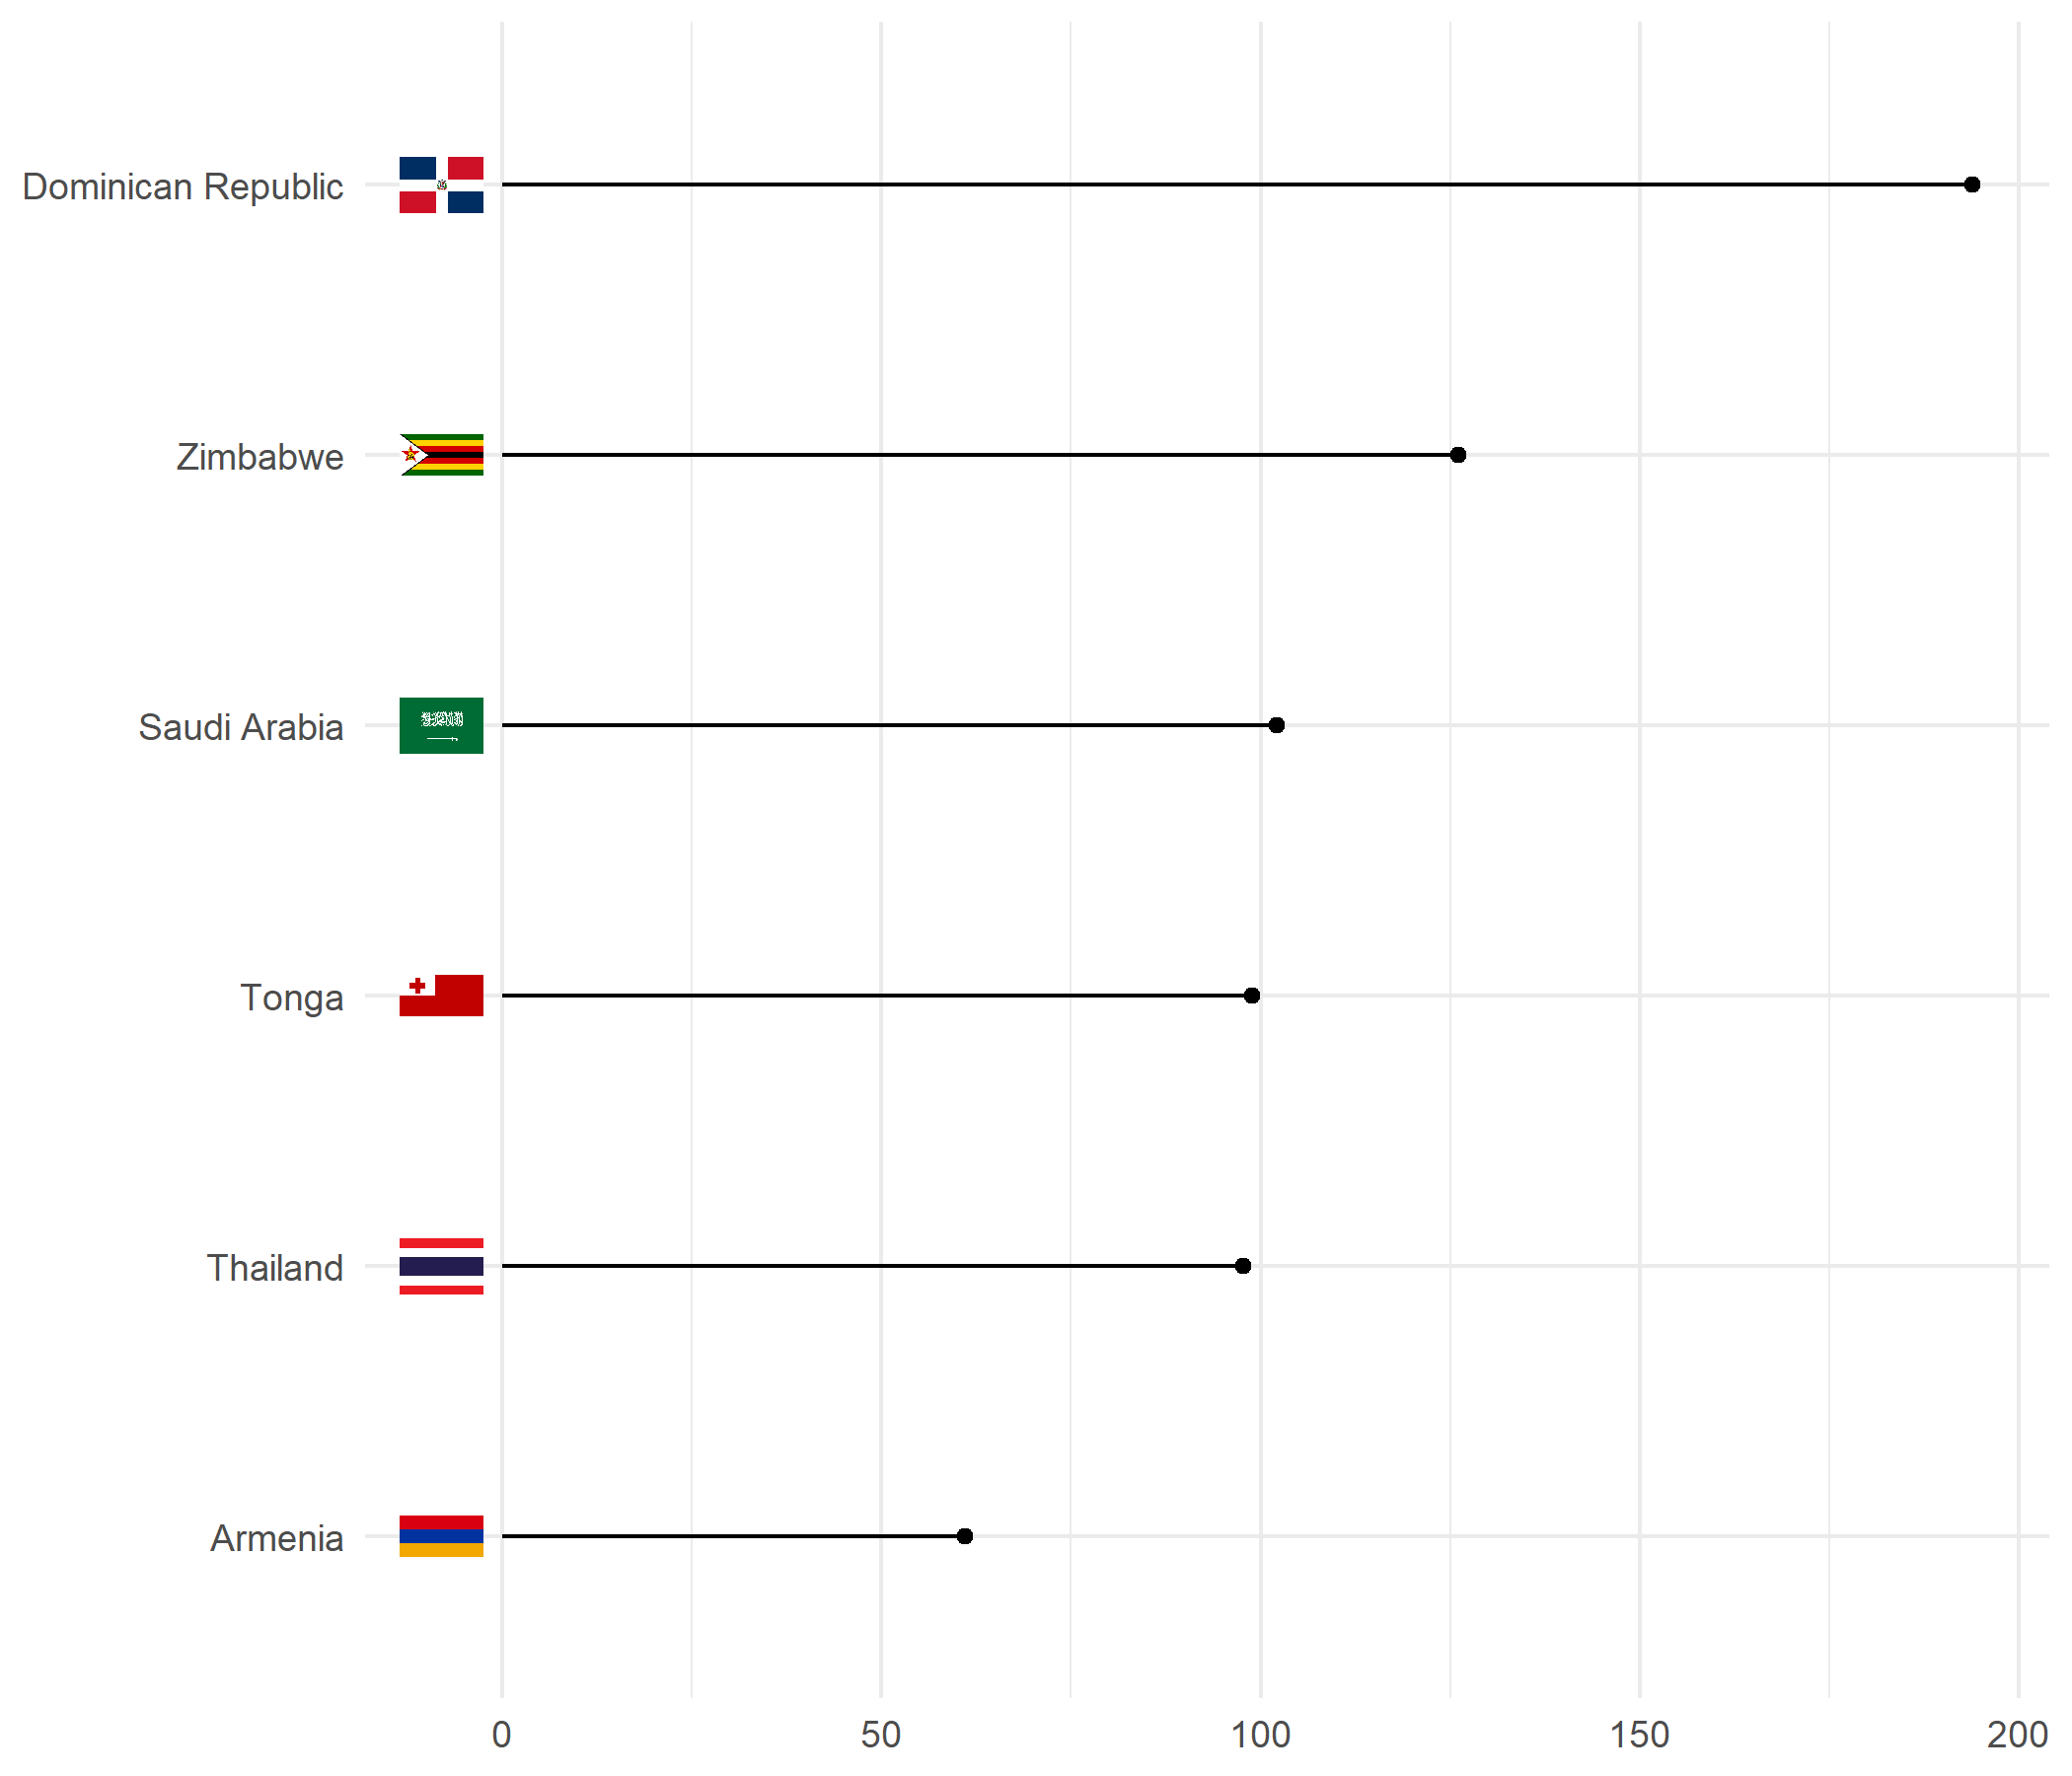 Dominican Republic
Zimbabwe
Saudi Arabia
Tonga
Thailand
Armenia
0 50 100 150 200